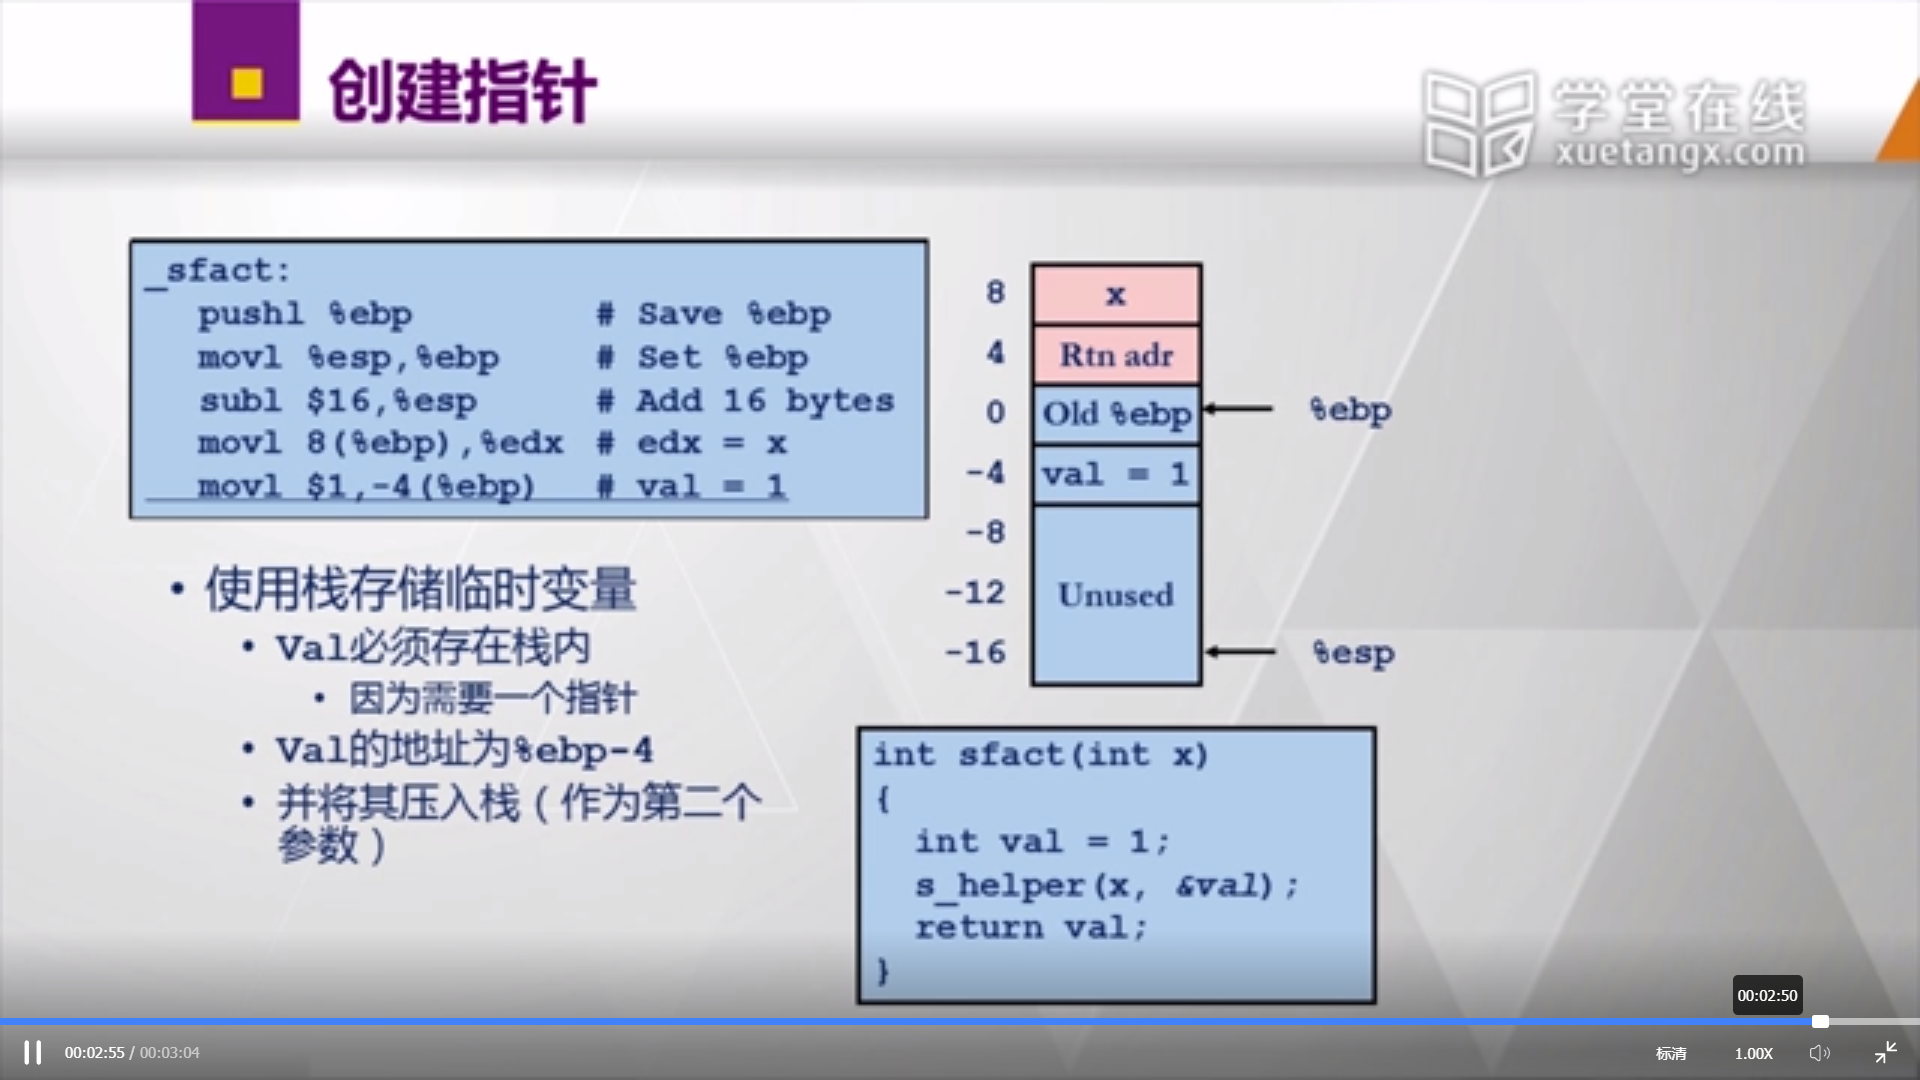 创建指针
学堂在线
xuetangx.com
_sfact:
pushl %ebp # Save %ebp
movl %esp,%ebp # Set %ebp
subl $16,%esp # Add 16 bytes
movl 8(%ebp),%edx # edx = x
movl $1,-4(%ebp) # val = 1
8 x
4 Rtn adr
0 Old %ebp %ebp
-4 val = 1
-8
-12 Unused
-16 %esp
• 使用栈存储临时变量
• Val必须存在栈内
• 因为需要一个指针
• Val的地址为%ebp-4
• 并将其压入栈（作为第二个
参数）
int sfact(int x)
{
int val = 1;
s_helper(x, &val);
return val;
}
00:02:50
00:02:55 / 00:03:04
标清
1.00X